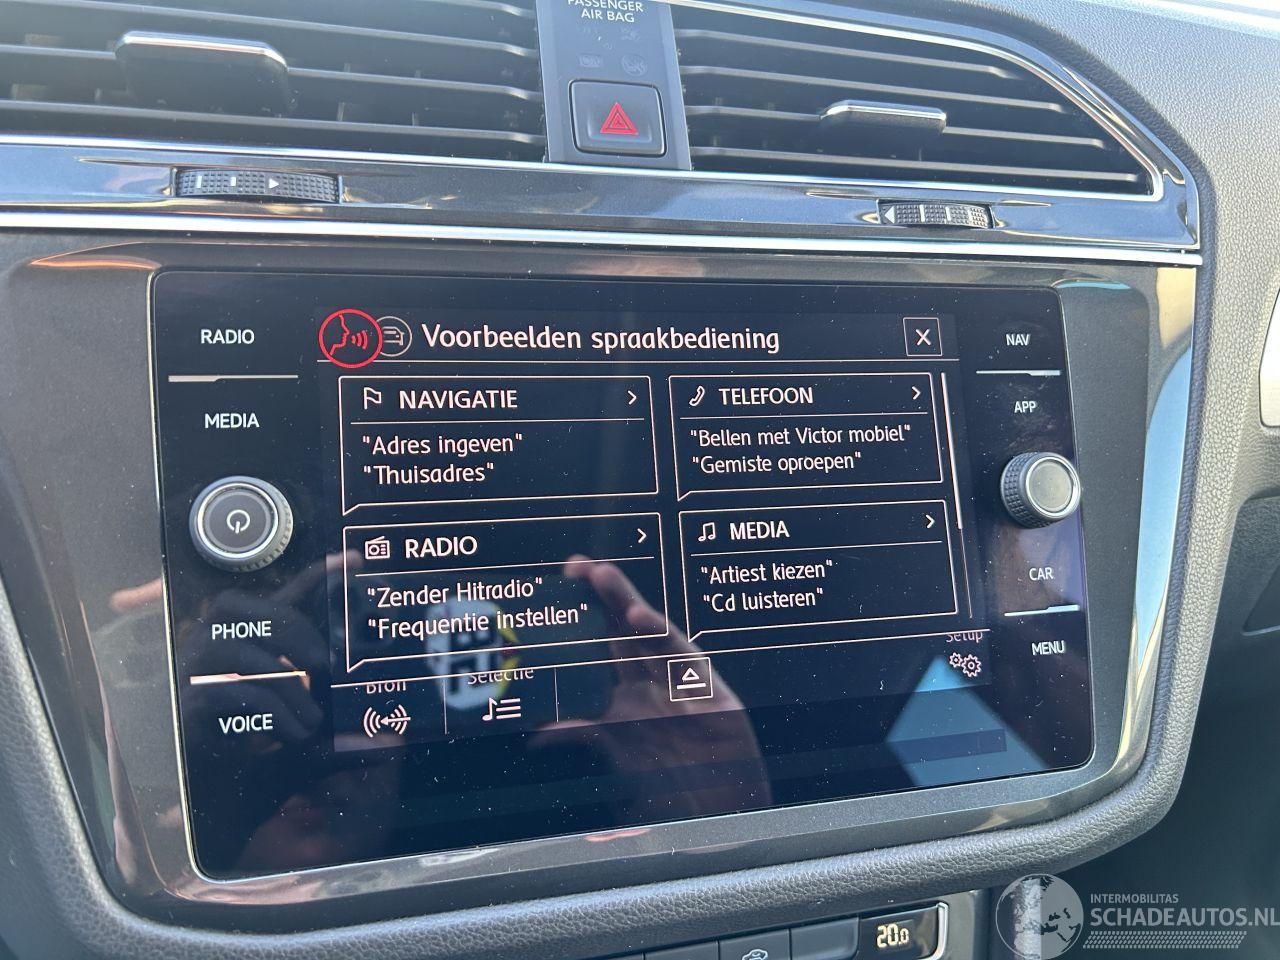 PASSENGER
AIR BAG
RADIO
MEDIA
PHONE
VOICE
Voorbeelden spraakbediening
X
NAVIGATIE
"Adres ingeven"
"Thuisadres"
TELEFOON
"Bellen met Victor mobiel"
"Gemiste oproepen"
RADIO
"Zender Hitradio"
"Frequentie instellen"
MEDIA
"Artiest kiezen"
"Cd luisteren"
Bron
Selectie
Setup
NAV
APP
CAR
MENU
20.0
INTERMOBILITAS
SCHADEAUTOS.NL